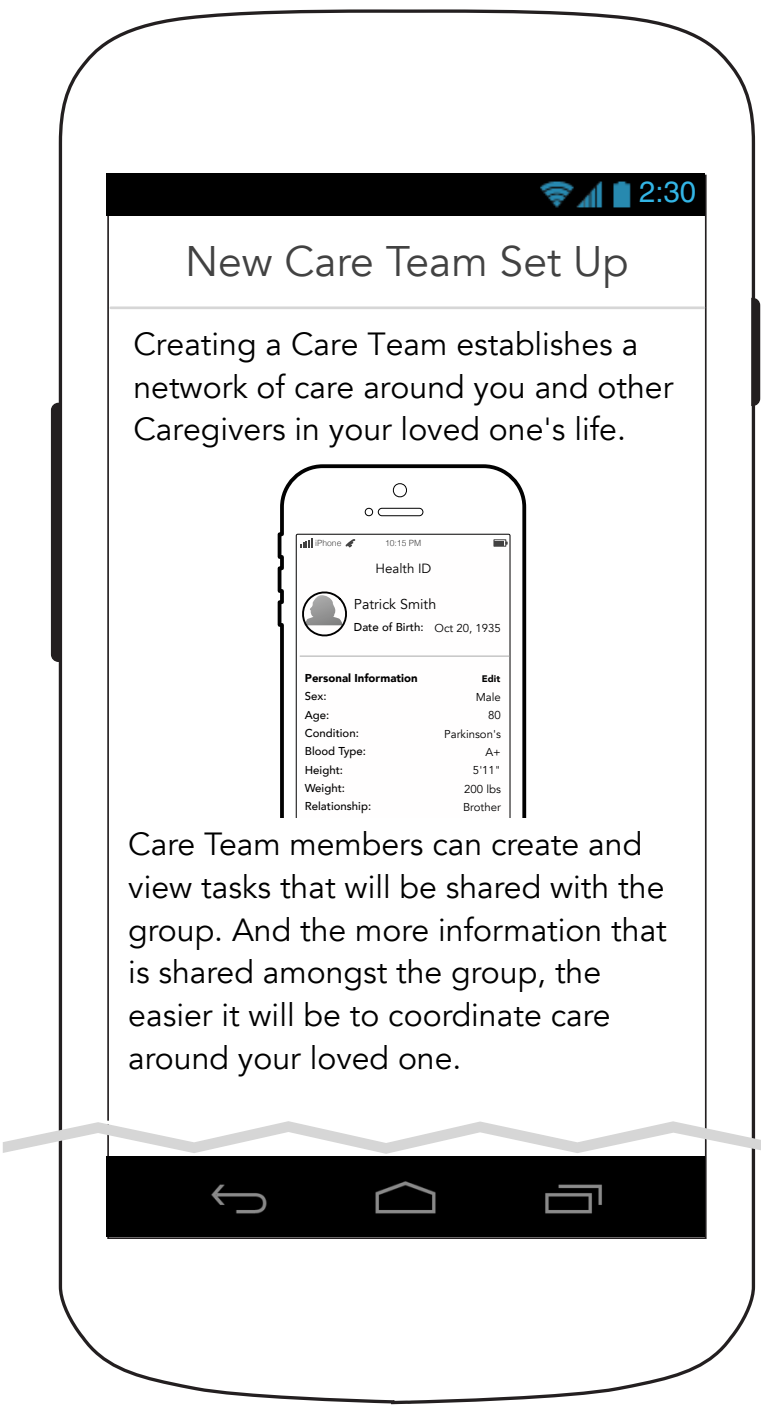 2:30
New Care Team Set Up
Creating a Care Team establishes a
network of care around you and other
Caregivers in your loved one's life.
iPhone 10:15 PM
Health ID
Patrick Smith
Date of Birth: Oct 20, 1935
Personal Information Edit
Sex: Male
Age: 80
Condition: Parkinson's
Blood Type: A+
Height: 5'11"
Weight: 200 lbs
Relationship: Brother
Care Team members can create and
view tasks that will be shared with the
group. And the more information that
is shared amongst the group, the
easier it will be to coordinate care
around your loved one.